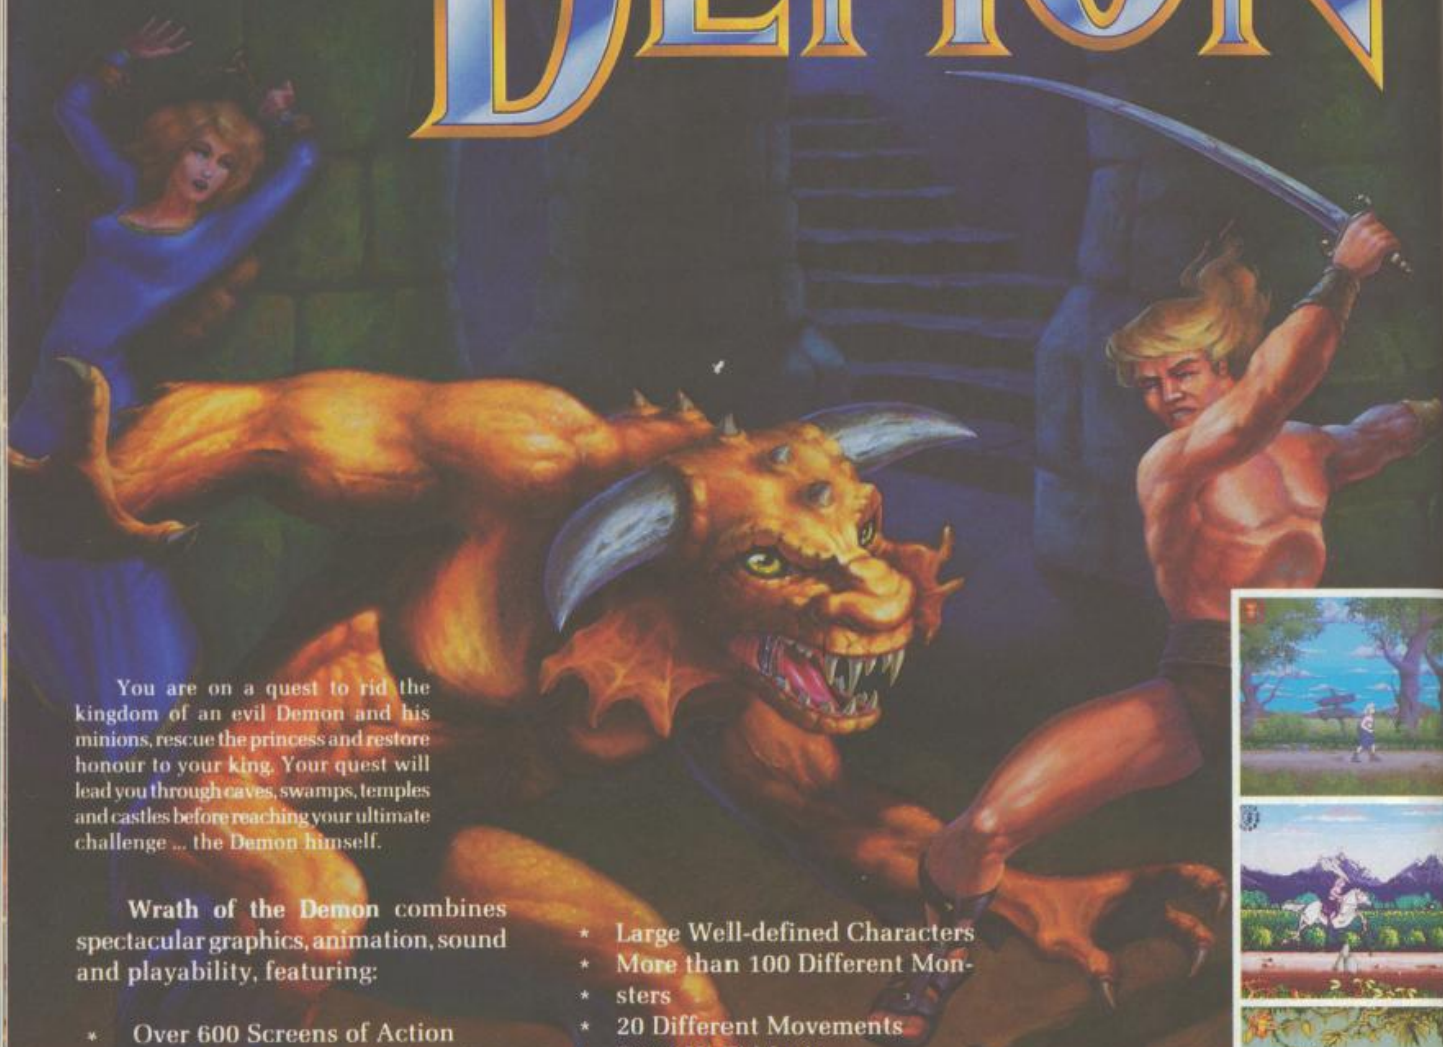 DEMON
You are on a quest to rid the
kingdom of an evil Demon and his
minions, rescue the princess and restore
honour to your king. Your quest will
lead you through caves, swamps, temples
and castles before reaching your ultimate
challenge ... the Demon himself.
Wrath of the Demon combines
spectacular graphics, animation, sound
and playability, featuring:
* Over 600 Screens of Action
* Large Well-defined Characters
* More than 100 Different Mon-
* sters
* 20 Different Movements